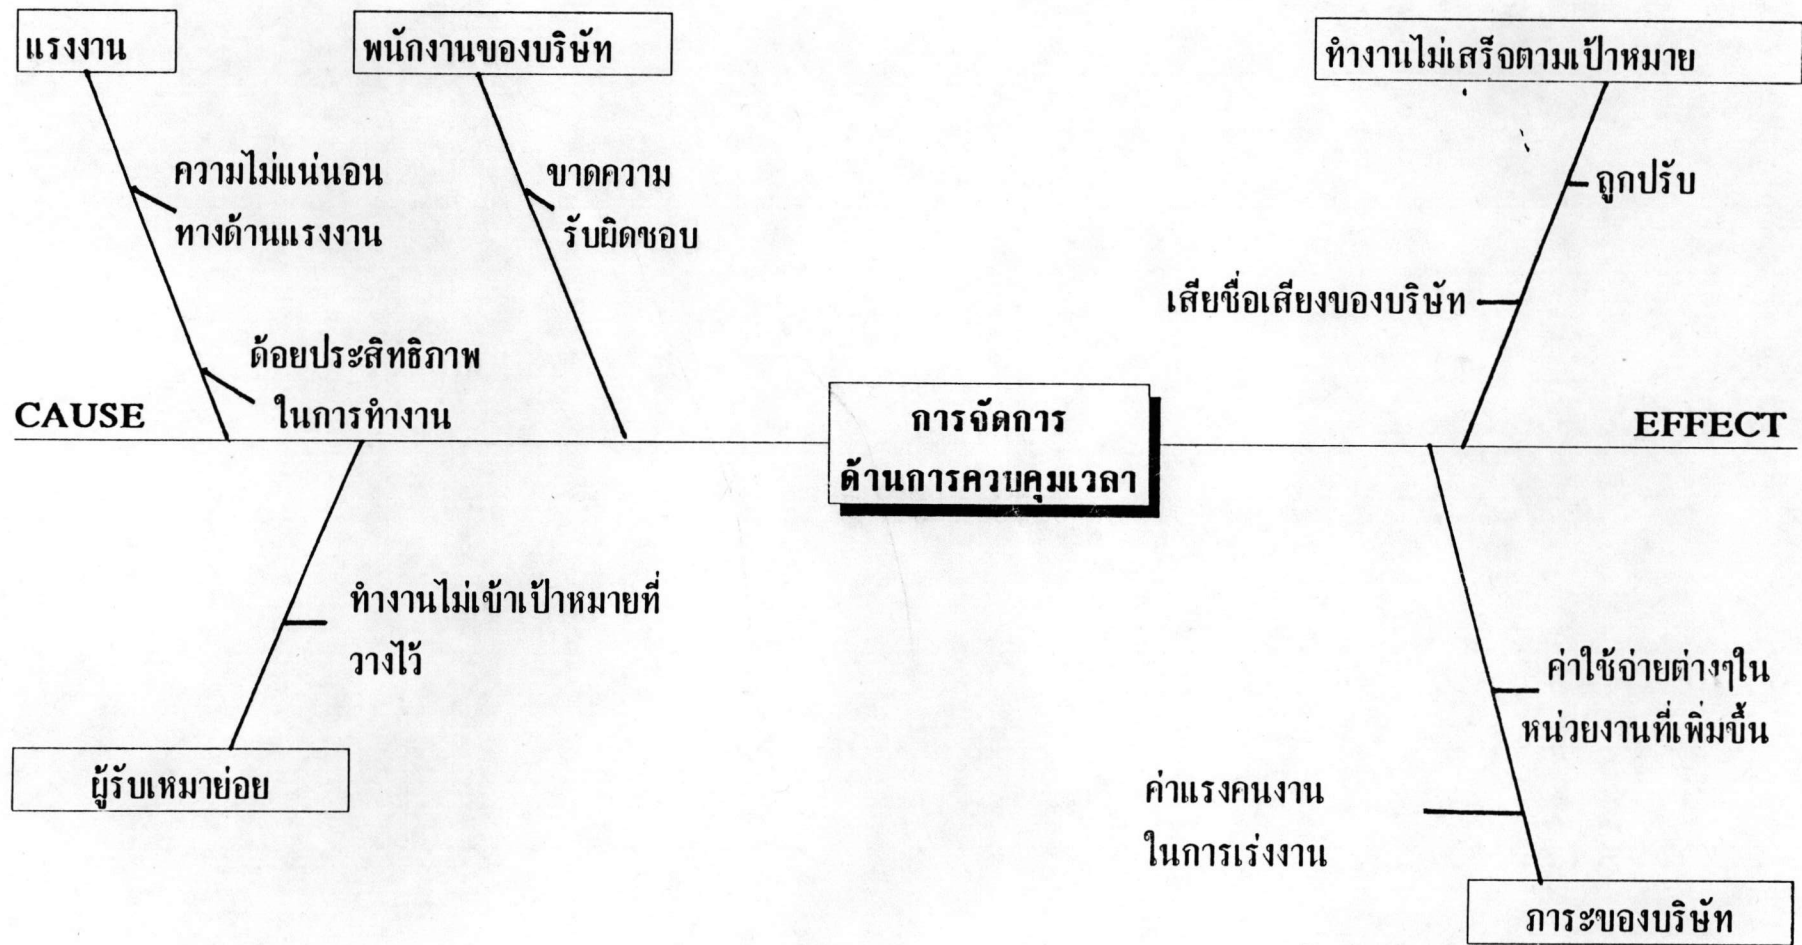 แรงงาน
พนักงานของบริษัท
ทำงานไม่เสร็จตามเป้าหมาย
ความไม่แน่นอน
ทางด้านแรงงาน
ขาดความ
รับผิดชอบ
ถูกปรับ
เสียชื่อเสียงของบริษัท
ด้อยประสิทธิภาพ
ในการทำงาน
CAUSE
การจัดการ
ด้านการควบคุมเวลา
EFFECT
ทำงานไม่เข้าเป้าหมายที่
วางไว้
ค่าใช้จ่ายต่างๆใน
หน่วยงานที่เพิ่มขึ้น
ผู้รับเหมาย่อย
ค่าแรงคนงาน
ในการเร่งงาน
ภาระของบริษัท